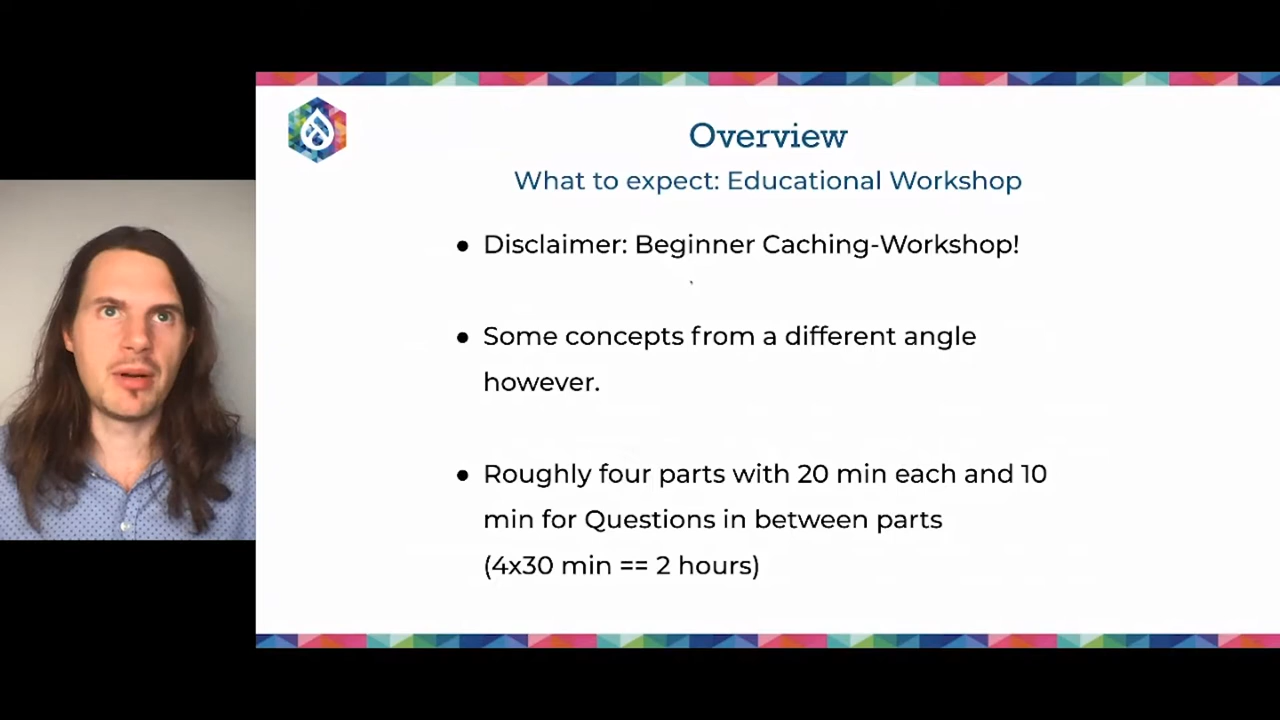 Overview
What to expect: Educational Workshop
● Disclaimer: Beginner Caching-Workshop!
● Some concepts from a different angle
however.
● Roughly four parts with 20 min each and 10
min for Questions in between parts
(4x30 min == 2 hours)